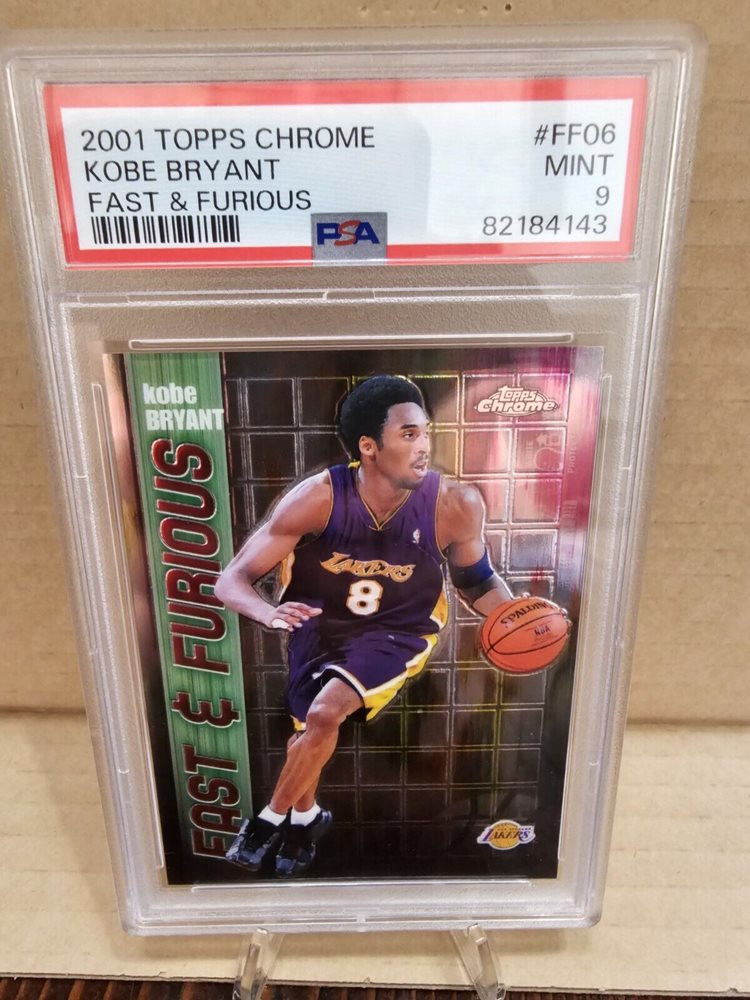 2001 TOPPS CHROME #FF06
KOBE BRYANT MINT
FAST & FURIOUS 9
PSA 82184143
kobe
BRYANT
FAST & FURIOUS
Topps
Chrome
LAKERS
8
SPALDING
NBA
LAKERS